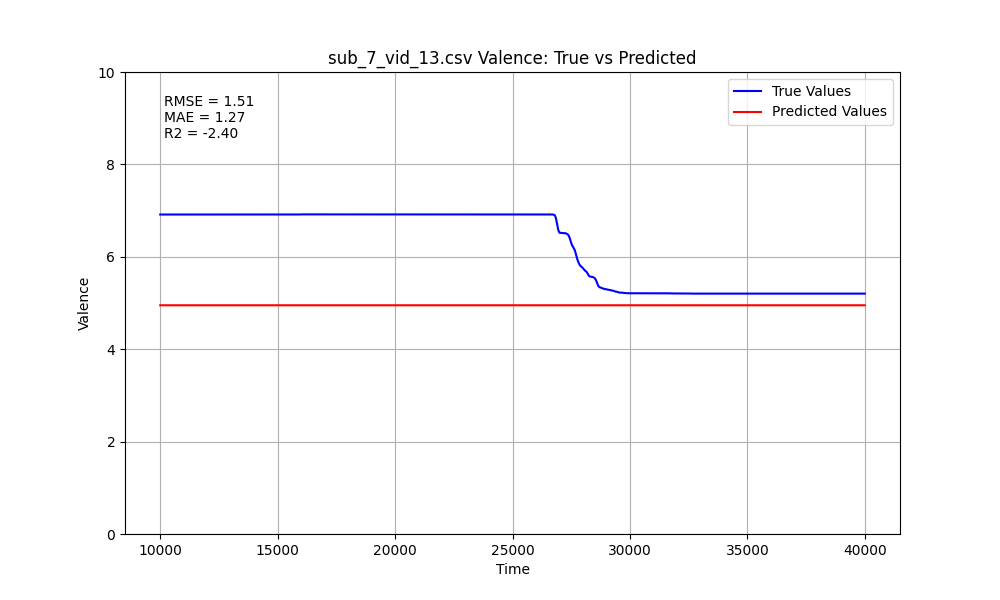 sub_7_vid_13.csv Valence: True vs Predicted
10
8
6
4
2
0
Valence
RMSE = 1.51
MAE = 1.27
R2 = -2.40
True Values
Predicted Values
10000 15000 20000 25000 30000 35000 40000
Time